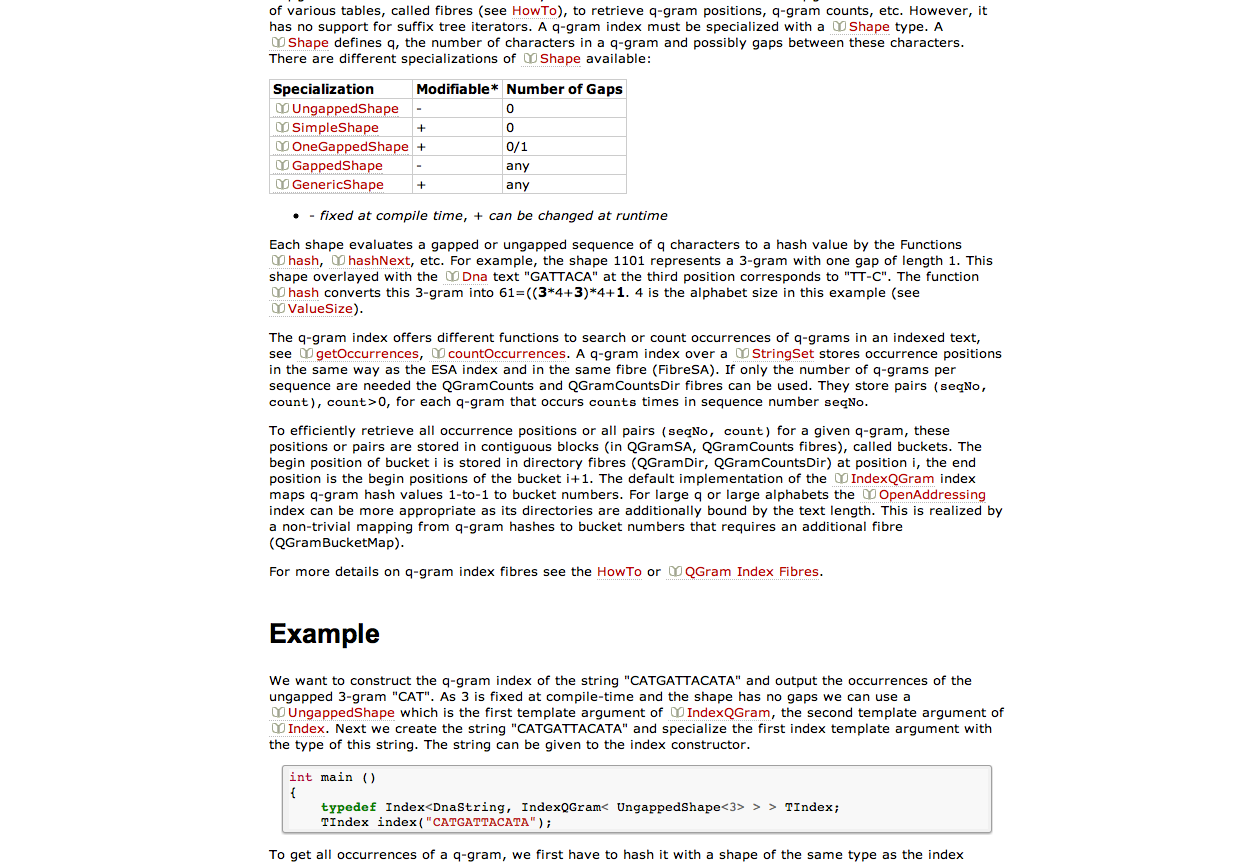 of various tables, called fibres (see HowTo), to retrieve q-gram positions, q-gram counts, etc. However, it
has no support for suffix tree iterators. A q-gram index must be specialized with a Shape type. A
Shape defines q, the number of characters in a q-gram and possibly gaps between these characters.
There are different specializations of Shape available:
Specialization Modifiable* Number of Gaps
UngappedShape - 0
SimpleShape + 0
OneGappedShape + 0/1
GappedShape - any
GenericShape + any
• - fixed at compile time, + can be changed at runtime
Each shape evaluates a gapped or ungapped sequence of q characters to a hash value by the Functions
hash, hashNext, etc. For example, the shape 1101 represents a 3-gram with one gap of length 1. This
shape overlayed with the Dna text "GATTACA" at the third position corresponds to "TT-C". The function
hash converts this 3-gram into 61=((3*4+3)*4+1. 4 is the alphabet size in this example (see
ValueSize).
The q-gram index offers different functions to search or count occurrences of q-grams in an indexed text,
see getOccurrences, countOccurrences. A q-gram index over a StringSet stores occurrence positions
in the same way as the ESA index and in the same fibre (FibreSA). If only the number of q-grams per
sequence are needed the QGramCounts and QGramCountsDir fibres can be used. They store pairs (seqNo,
count), count>0, for each q-gram that occurs counts times in sequence number seqNo.
To efficiently retrieve all occurrence positions or all pairs (seqNo, count) for a given q-gram, these
positions or pairs are stored in contiguous blocks (in QGramSA, QGramCounts fibres), called buckets. The
begin position of bucket i is stored in directory fibres (QGramDir, QGramCountsDir) at position i, the end
position is the begin positions of the bucket i+1. The default implementation of the IndexQGram index
maps q-gram hash values 1-to-1 to bucket numbers. For large q or large alphabets the OpenAddressing
index can be more appropriate as its directories are additionally bound by the text length. This is realized by
a non-trivial mapping from q-gram hashes to bucket numbers that requires an additional fibre
(QGramBucketMap).
For more details on q-gram index fibres see the HowTo or QGram Index Fibres.
Example
We want to construct the q-gram index of the string "CATGATTACATA" and output the occurrences of the
ungapped 3-gram "CAT". As 3 is fixed at compile-time and the shape has no gaps we can use a
UngappedShape which is the first template argument of IndexQGram, the second template argument of
Index. Next we create the string "CATGATTACATA" and specialize the first index template argument with
the type of this string. The string can be given to the index constructor.
int main ()
{
typedef Index<DnaString, IndexQGram< UngappedShape<3> > > TIndex;
TIndex index("CATGATTACATA");
To get all occurrences of a q-gram, we first have to hash it with a shape of the same type as the index